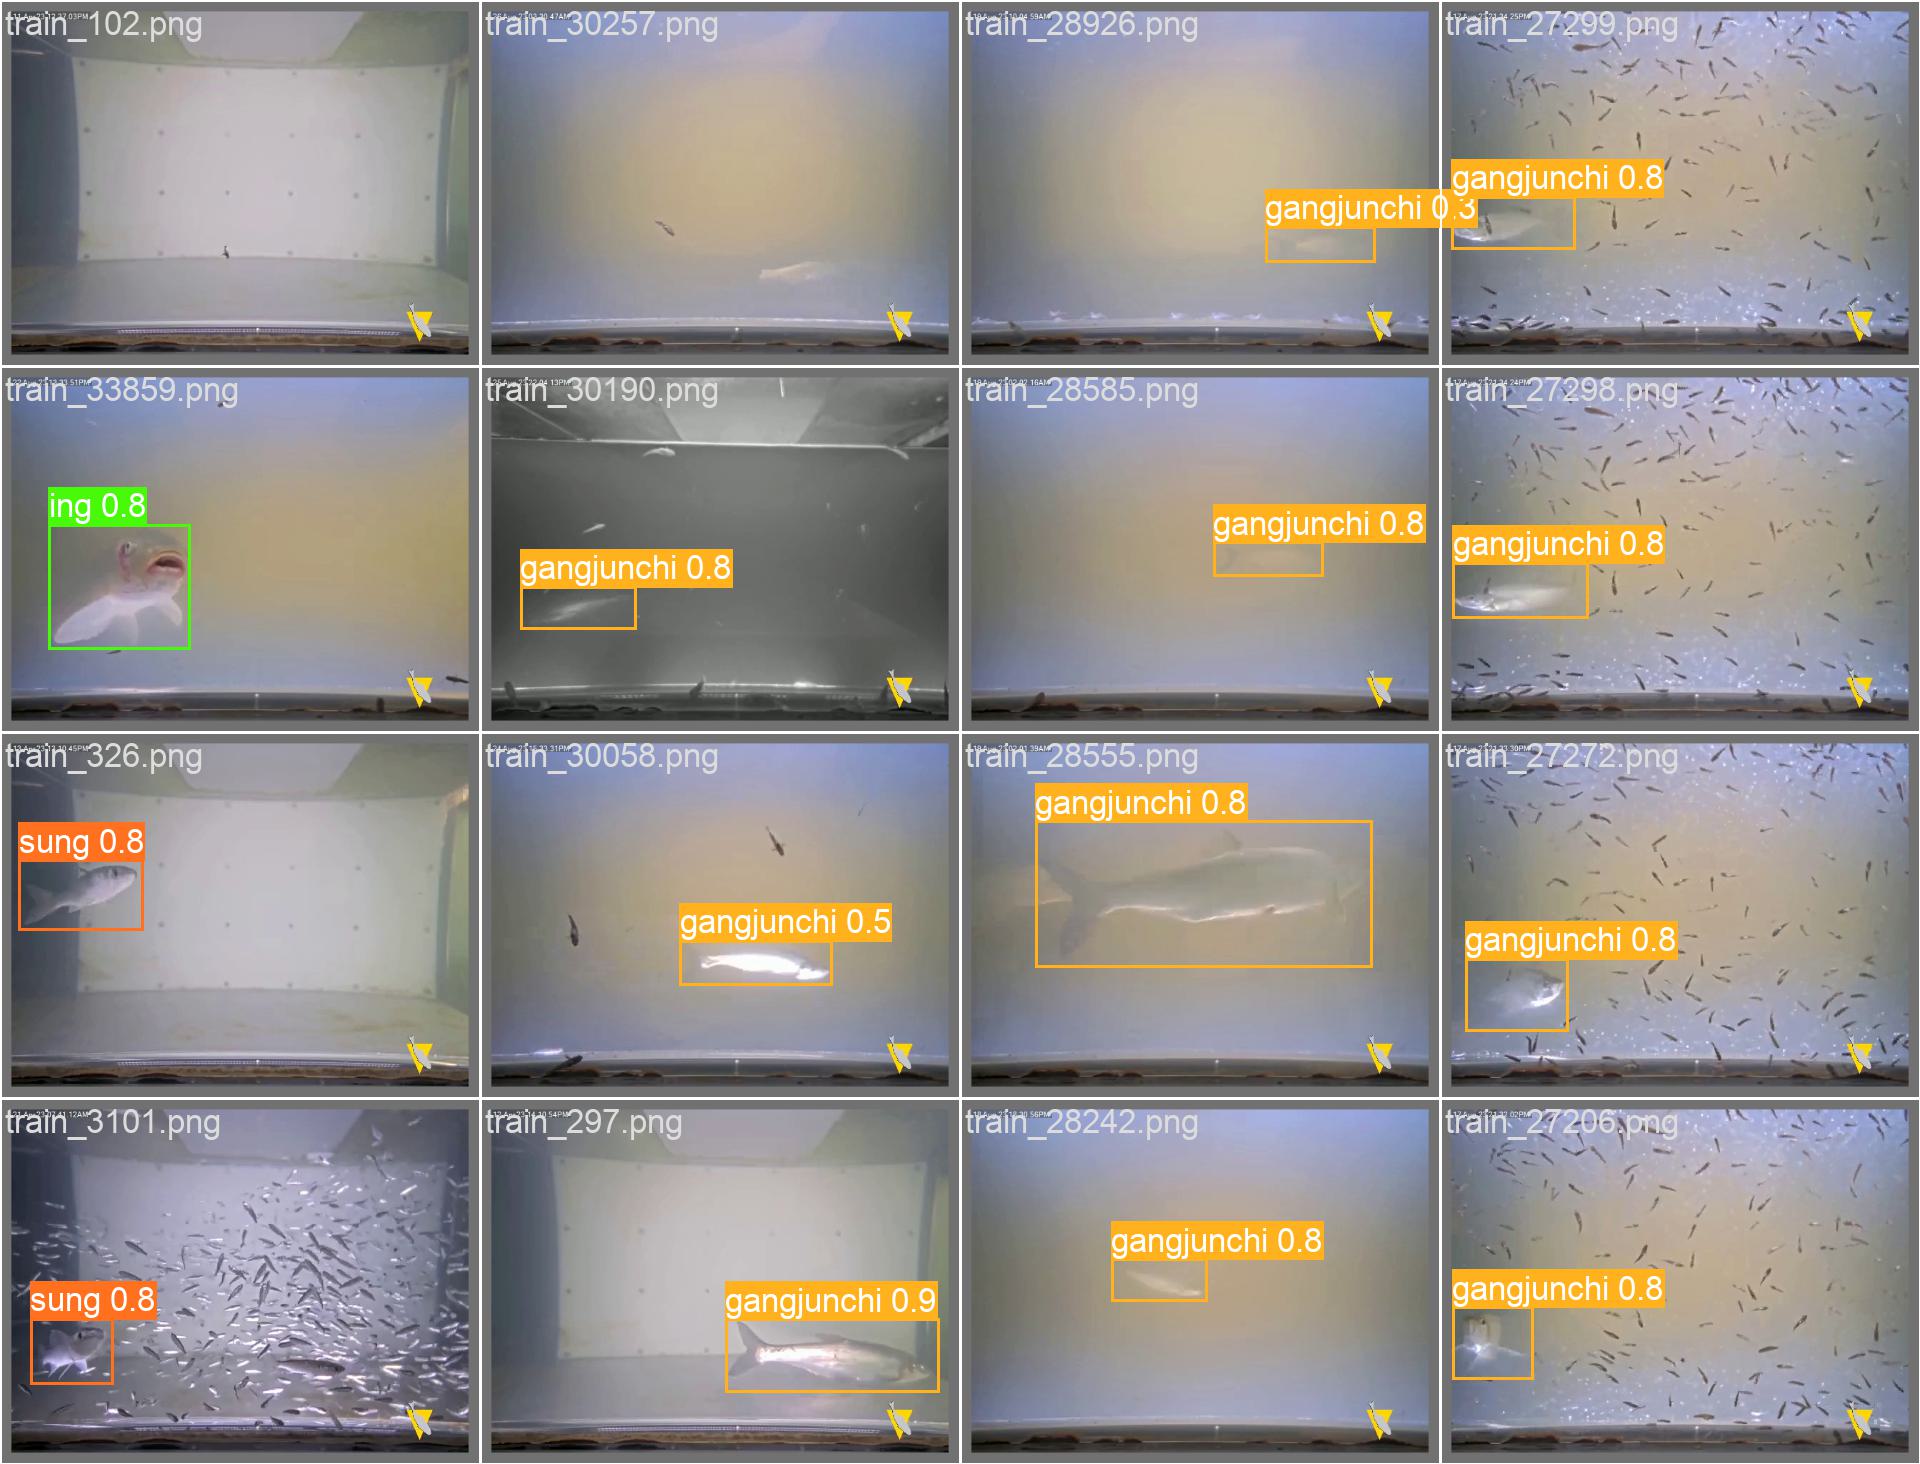 train_102.png
train_30257.png
train_28926.png
train_27299.png
gangjunchi 0.3
gangjunchi 0.8
train_33859.png
train_30190.png
train_28585.png
train_27298.png
ing 0.8
gangjunchi 0.8
gangjunchi 0.8
gangjunchi 0.8
train_326.png
train_30058.png
train_28555.png
train_27272.png
sung 0.8
gangjunchi 0.5
gangjunchi 0.8
gangjunchi 0.8
train_3101.png
train_297.png
train_28242.png
train_27206.png
sung 0.8
gangjunchi 0.9
gangjunchi 0.8
gangjunchi 0.8